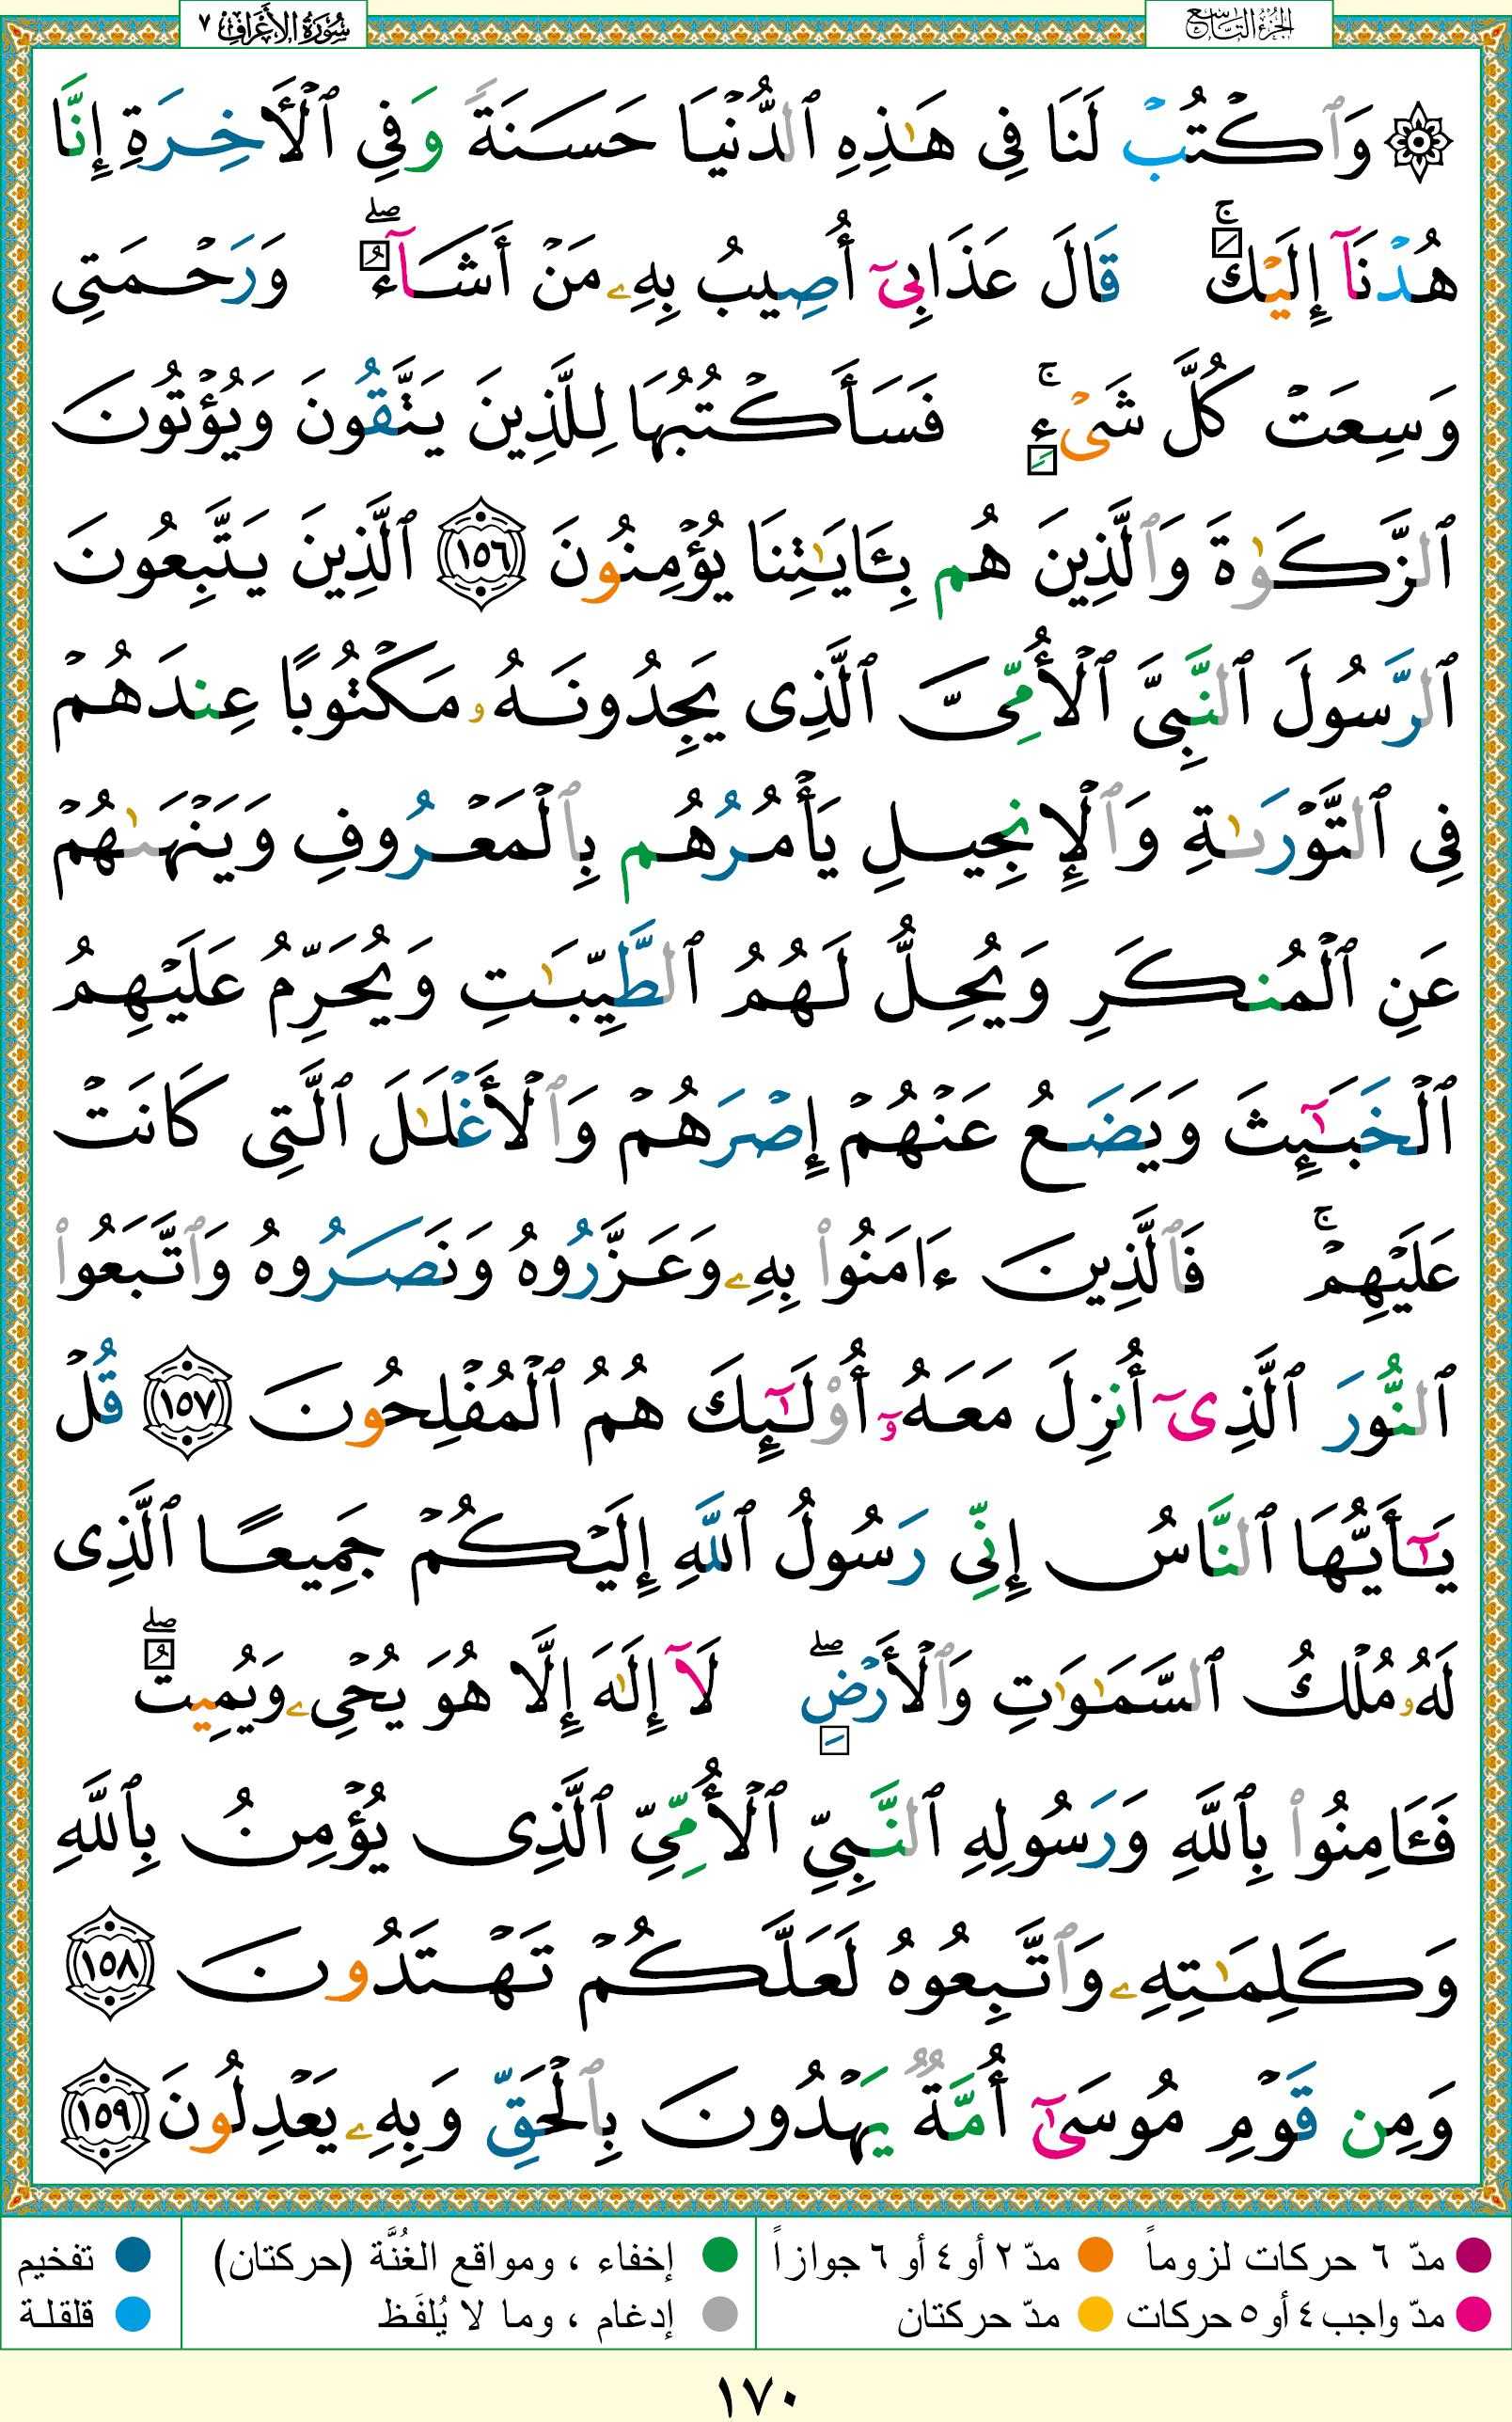 الجزء التاسع
سورة الأعراف ٧
۞ وَٱكۡتُبۡ لَنَا فِى هَٰذِهِ ٱلدُّنۡيَا حَسَنَةً وَفِى ٱلۡأَخِرَةِ إِنَّا
هُدۡنَآ إِلَيۡكَۚ قَالَ عَذَابِىٓ أُصِيبُ بِهِۦ مَنۡ أَشَآءُۖ وَرَحۡمَتِى
وَسِعَتۡ كُلَّ شَىۡءٍۚ فَسَأَكۡتُبُهَا لِلَّذِينَ يَتَّقُونَ وَيُؤۡتُونَ
ٱلزَّكَوٰةَ وَٱلَّذِينَ هُم بِـَٔايَٰتِنَا يُؤۡمِنُونَ ١٥٦ ٱلَّذِينَ يَتَّبِعُونَ
ٱلرَّسُولَ ٱلنَّبِىَّ ٱلۡأُمِّىَّ ٱلَّذِى يَجِدُونَهُۥ مَكۡتُوبًا عِندَهُمۡ
فِى ٱلتَّوۡرَىٰةِ وَٱلۡإِنجِيلِ يَأۡمُرُهُم بِٱلۡمَعۡرُوفِ وَيَنۡهَىٰهُمۡ
عَنِ ٱلۡمُنكَرِ وَيُحِلُّ لَهُمُ ٱلطَّيِّبَٰتِ وَيُحَرِّمُ عَلَيۡهِمُ
ٱلۡخَبَٰٓئِثَ وَيَضَعُ عَنۡهُمۡ إِصۡرَهُمۡ وَٱلۡأَغۡلَٰلَ ٱلَّتِى كَانَتۡ
عَلَيۡهِمۡۚ فَٱلَّذِينَ ءَامَنُواْ بِهِۦ وَعَزَّرُوهُ وَنَصَرُوهُ وَٱتَّبَعُواْ
ٱلنُّورَ ٱلَّذِىٓ أُنزِلَ مَعَهُۥٓ أُوْلَٰٓئِكَ هُمُ ٱلۡمُفۡلِحُونَ ١٥٧ قُلۡ
يَٰٓأَيُّهَا ٱلنَّاسُ إِنِّى رَسُولُ ٱللَّهِ إِلَيۡكُمۡ جَمِيعًا ٱلَّذِى
لَهُۥ مُلۡكُ ٱلسَّمَٰوَٰتِ وَٱلۡأَرۡضِۖ لَآ إِلَٰهَ إِلَّا هُوَ يُحۡىِۦ وَيُمِيتُۖ
فَـَٔامِنُواْ بِٱللَّهِ وَرَسُولِهِ ٱلنَّبِىِّ ٱلۡأُمِّىِّ ٱلَّذِى يُؤۡمِنُ بِٱللَّهِ
وَكَلِمَٰتِهِۦ وَٱتَّبِعُوهُ لَعَلَّكُمۡ تَهۡتَدُونَ ١٥٨
وَمِن قَوۡمِ مُوسَىٰٓ أُمَّةٌ يَهۡدُونَ بِٱلۡحَقِّ وَبِهِۦ يَعۡدِلُونَ ١٥٩
مدّ ٦ حركات لزوماً مدّ ٢ أو ٤ أو ٦ جوازاً إخفاء ، ومواقع الغُنَّة (حركتان) تفخيم
مدّ واجب ٤ أو ٥ حركات مدّ حركتان إدغام ، وما لا يُلفَظ قلقلة
١٧٠